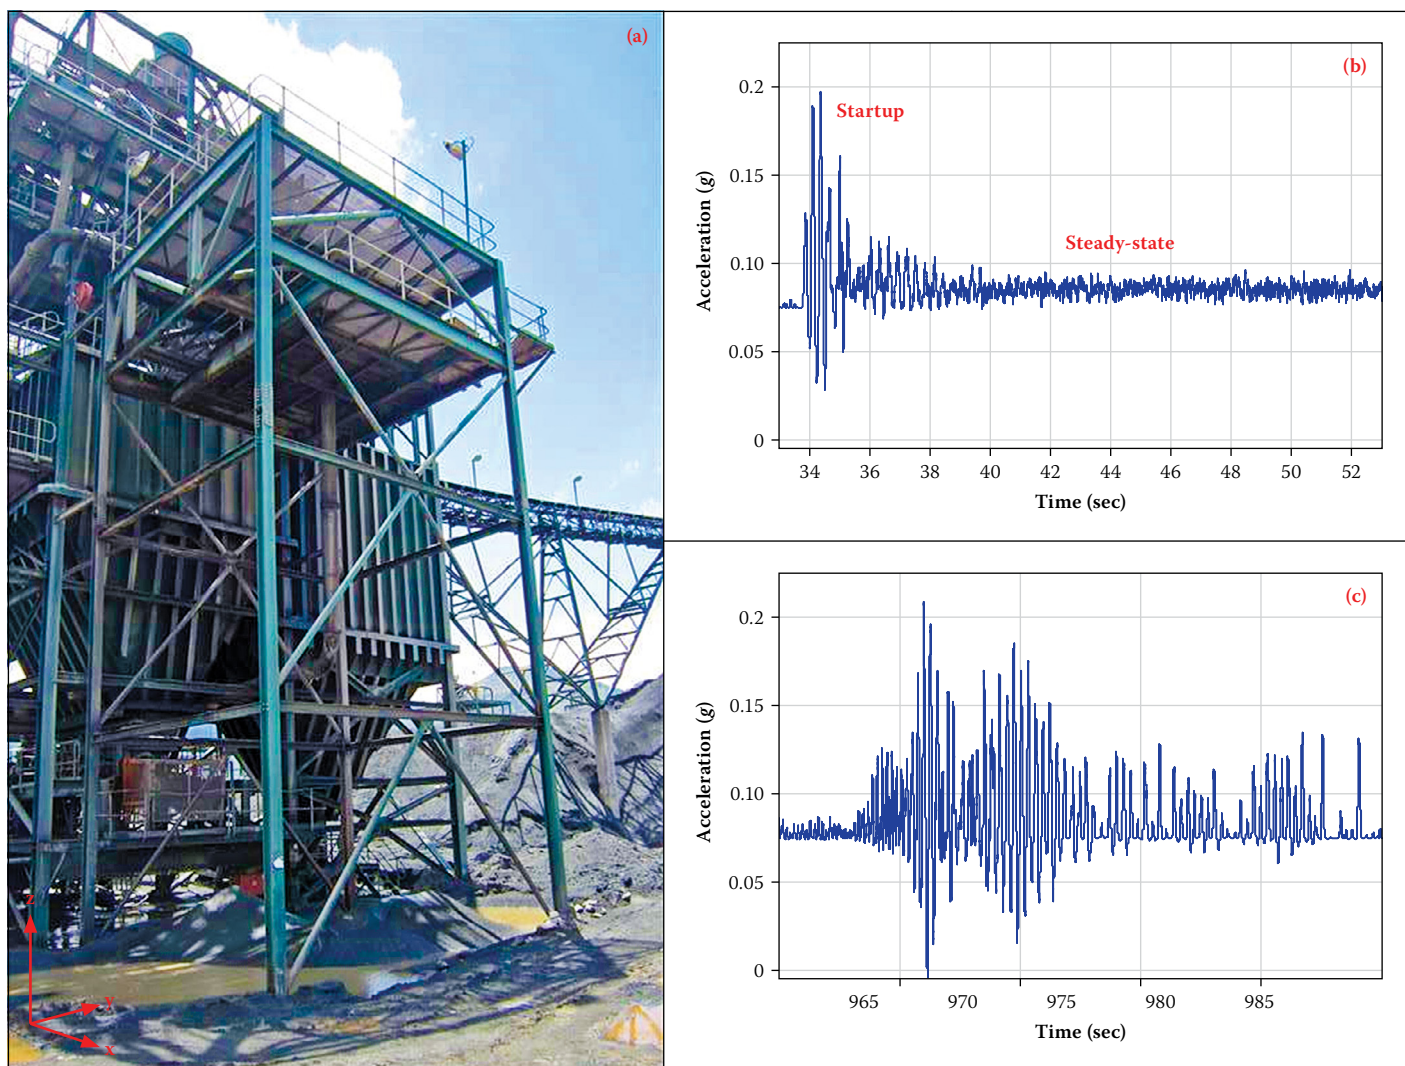 (a)
z
y
x
(b)
Startup
Steady-state
Acceleration (g)
0.2
0.15
0.10
0.05
0
34 36 38 40 42 44 46 48 50 52
Time (sec)
(c)
Acceleration (g)
0.2
0.15
0.10
0.05
0
965 970 975 980 985
Time (sec)